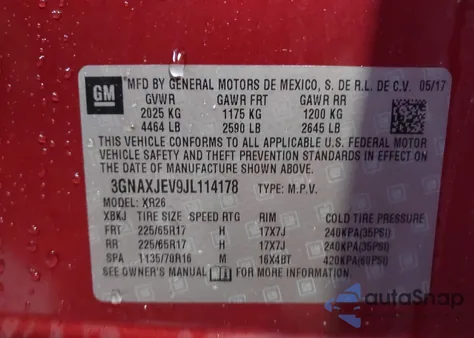 GM
*MFD BY GENERAL MOTORS DE MEXICO, S. DE R.L. DE C.V. 05/17
GVWR GAWR FRT GAWR RR
2025 KG 1175 KG 1200 KG
4464 LB 2590 LB 2645 LB
THIS VEHICLE CONFORMS TO ALL APPLICABLE U.S. FEDERAL MOTOR
VEHICLE SAFETY, BUMPER, AND THEFT PREVENTION STANDARDS IN EFFECT
ON THE DATE OF MANUFACTURE SHOWN ABOVE.
3GNAXJEV9JL114178 TYPE: M.P.V.
MODEL: XR26
XBKJ TIRE SIZE SPEED RTG RIM COLD TIRE PRESSURE
FRT 225/65R17 H 17X7J 240KPA(35PSI)
RR 225/65R17 H 17X7J 240KPA(35PSI)
SPA T135/70R16 M 16X4BT 420KPA(60PSI)
SEE OWNER'S MANUAL FOR MORE INFORMATION.
autoSnap